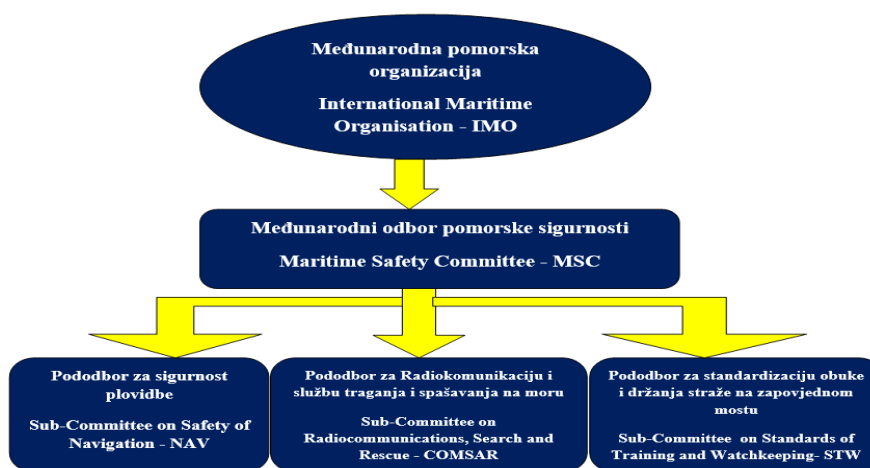 Međunarodna pomorska
organizacija
International Maritime
Organisation - IMO
Međunarodni odbor pomorske sigurnosti
Maritime Safety Committee - MSC
Pododbor za sigurnost
plovidbe
Sub-Committee on Safety of
Navigation - NAV
Pododbor za Radiokomunikaciju i
službu traganja i spašavanja na moru
Sub-Committee on
Radiocommunications, Search and
Rescue - COMSAR
Pododbor za standardizaciju obuke
i držanja straže na zapovjednom
mostu
Sub-Committee on Standards of
Training and Watchkeeping- STW